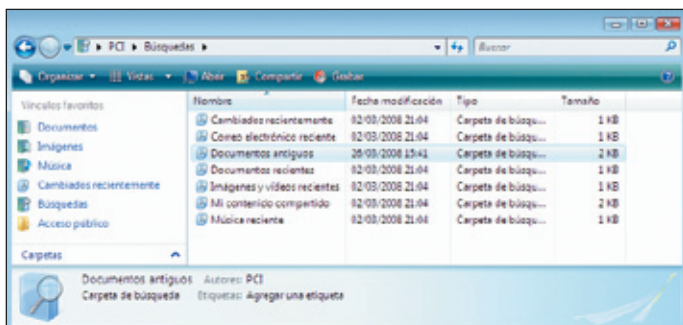 PCI ▸ Búsquedas ▸
Buscar
Organizar
Vistas
Abrir
Compartir
Grabar
Vínculos favoritos
Documentos
Imágenes
Música
Cambiados recientemente
Búsquedas
Acceso público
Carpetas
Nombre Fecha modificación Tipo Tamaño
Cambiados recientemente 02/03/2008 21:04 Carpeta de búsqu... 1 KB
Correo electrónico reciente 02/03/2008 21:04 Carpeta de búsqu... 1 KB
Documentos antiguos 26/03/2008 15:41 Carpeta de búsqu... 2 KB
Documentos recientes 02/03/2008 21:04 Carpeta de búsqu... 1 KB
Imágenes y vídeos recientes 02/03/2008 21:04 Carpeta de búsqu... 1 KB
Mi contenido compartido 02/03/2008 21:04 Carpeta de búsqu... 2 KB
Música reciente 02/03/2008 21:04 Carpeta de búsqu... 1 KB
Documentos antiguos Autores: PCI
Carpeta de búsqueda Etiquetas: Agregar una etiqueta